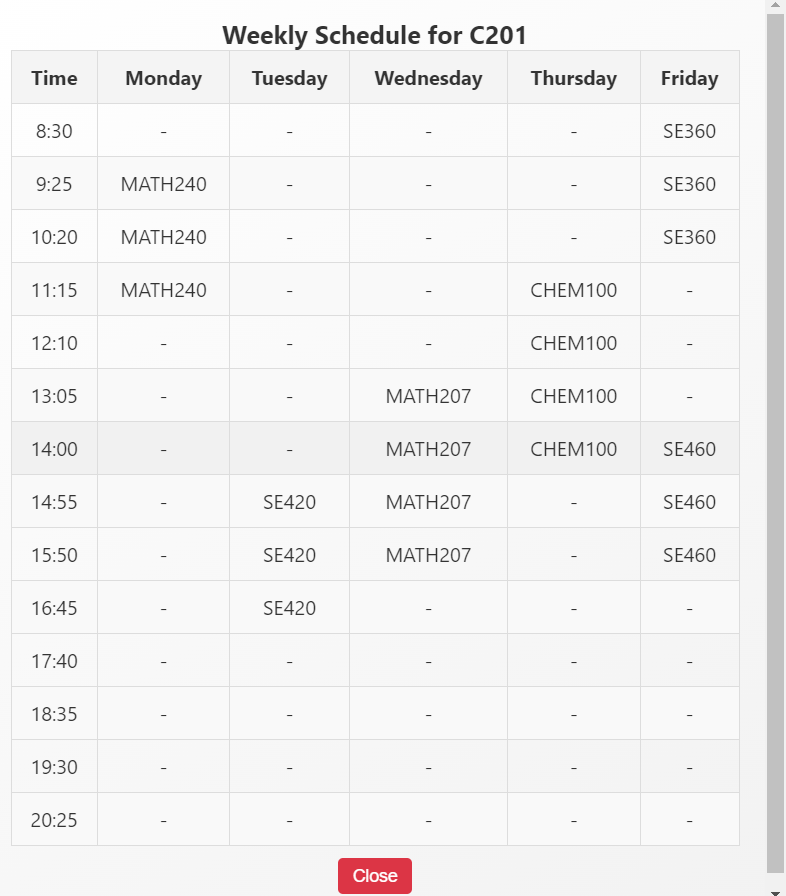 Weekly Schedule for C201
Time Monday Tuesday Wednesday Thursday Friday
8:30 - - - - SE360
9:25 MATH240 - - - SE360
10:20 MATH240 - - - SE360
11:15 MATH240 - - CHEM100 -
12:10 - - - CHEM100 -
13:05 - - MATH207 CHEM100 -
14:00 - - MATH207 CHEM100 SE460
14:55 - SE420 MATH207 - SE460
15:50 - SE420 MATH207 - SE460
16:45 - SE420 - - -
17:40 - - - - -
18:35 - - - - -
19:30 - - - - -
20:25 - - - - -
Close